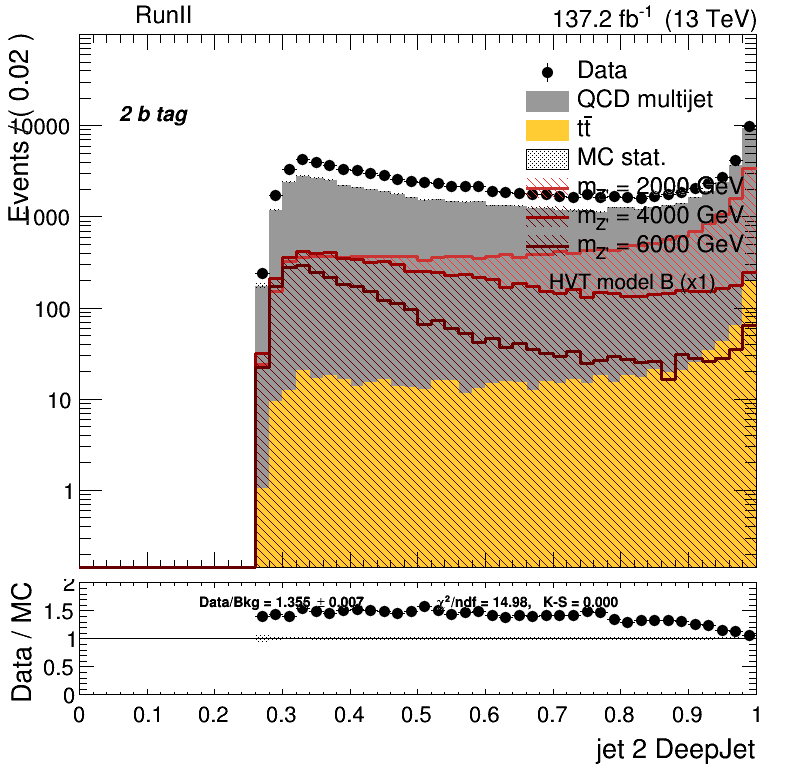 RunII
137.2 fb⁻¹ (13 TeV)
Events / ( 0.02 )
2 b tag
Data
QCD multijet
tt̄
MC stat.
m_Z' = 2000 GeV
m_Z' = 4000 GeV
m_Z' = 6000 GeV
HVT model B (x1)
10000
1000
100
10
1
Data / MC
2
1.5
1
0.5
0
Data/Bkg = 1.355 ± 0.007
χ²/ndf = 14.98, K-S = 0.000
0 0.1 0.2 0.3 0.4 0.5 0.6 0.7 0.8 0.9 1
jet 2 DeepJet